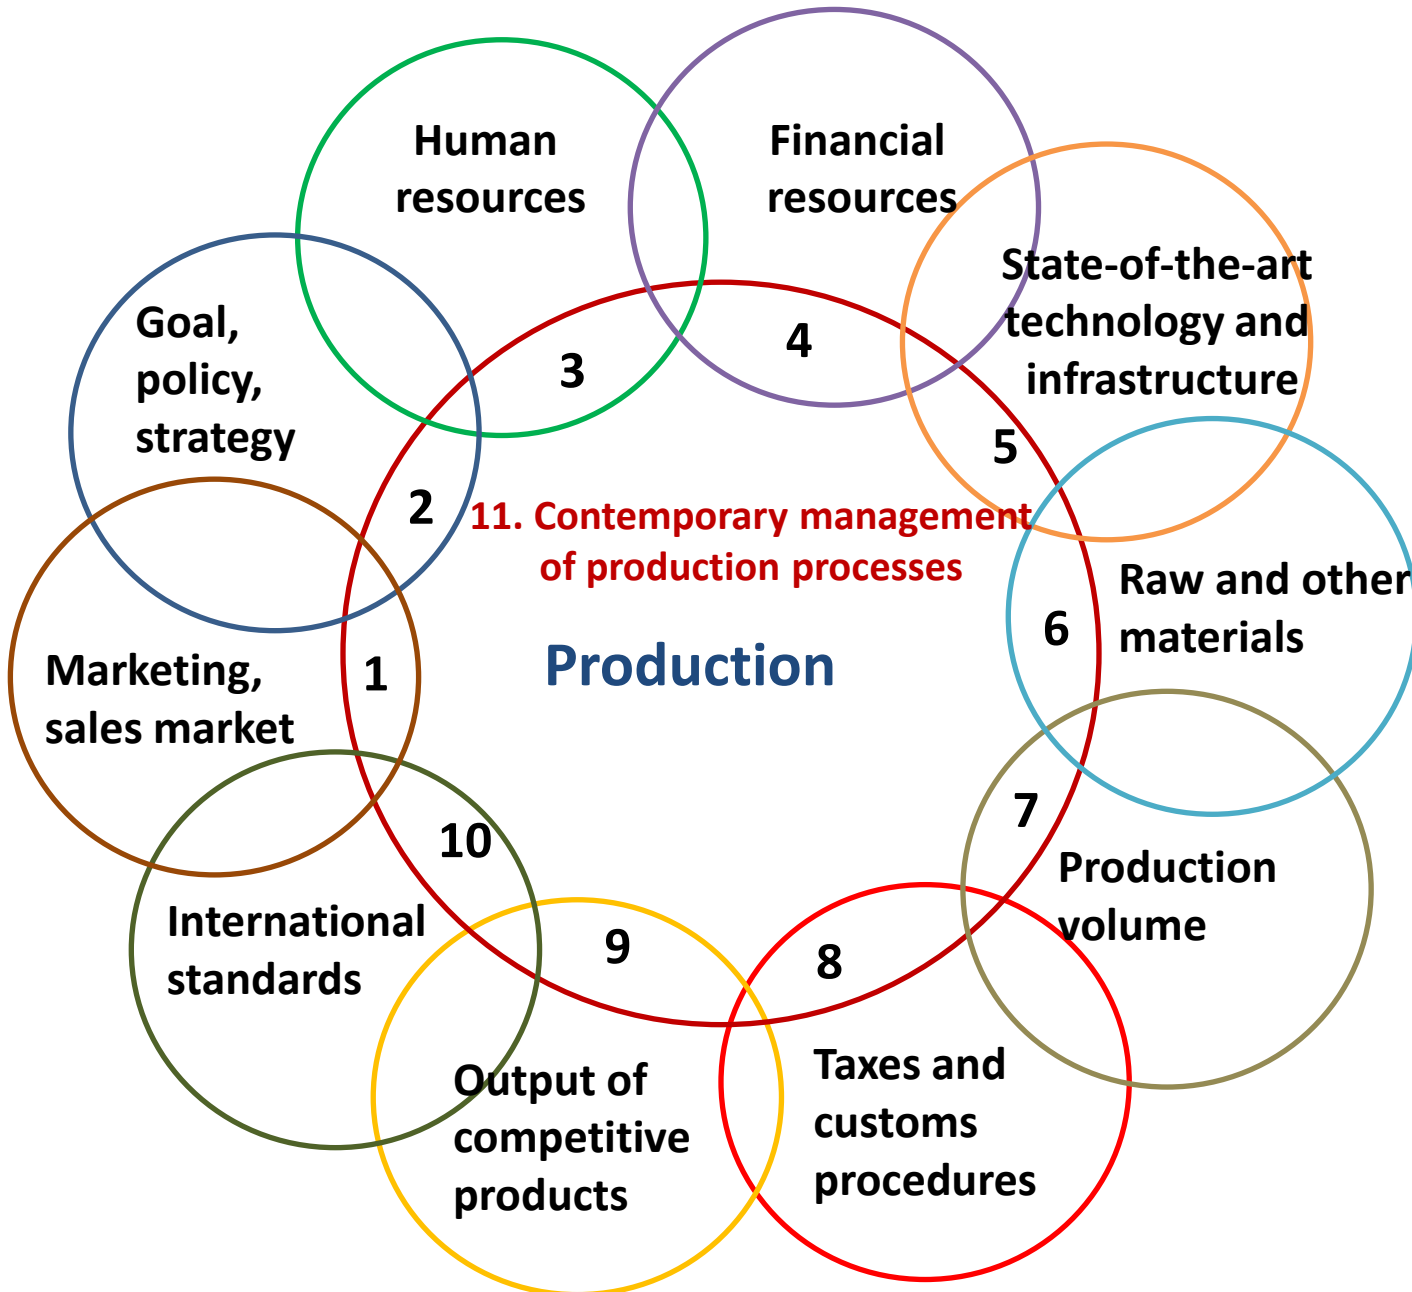 Human
resources
Financial
resources
State-of-the-art
technology and
infrastructure
Goal,
policy,
strategy
4
3
5
2
11. Contemporary management
of production processes
Raw and other
materials
6
Production
Marketing,
sales market
1
7
10
Production
volume
International
standards
9
8
Output of
competitive
products
Taxes and
customs
procedures